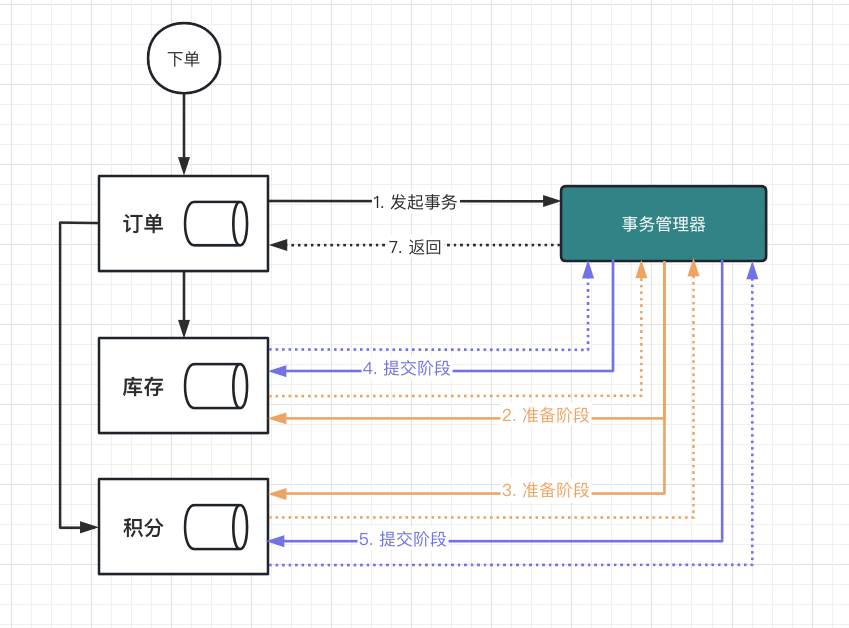 下单
1. 发起事务
订单
事务管理器
7. 返回
4. 提交阶段
库存
2. 准备阶段
3. 准备阶段
积分
5. 提交阶段